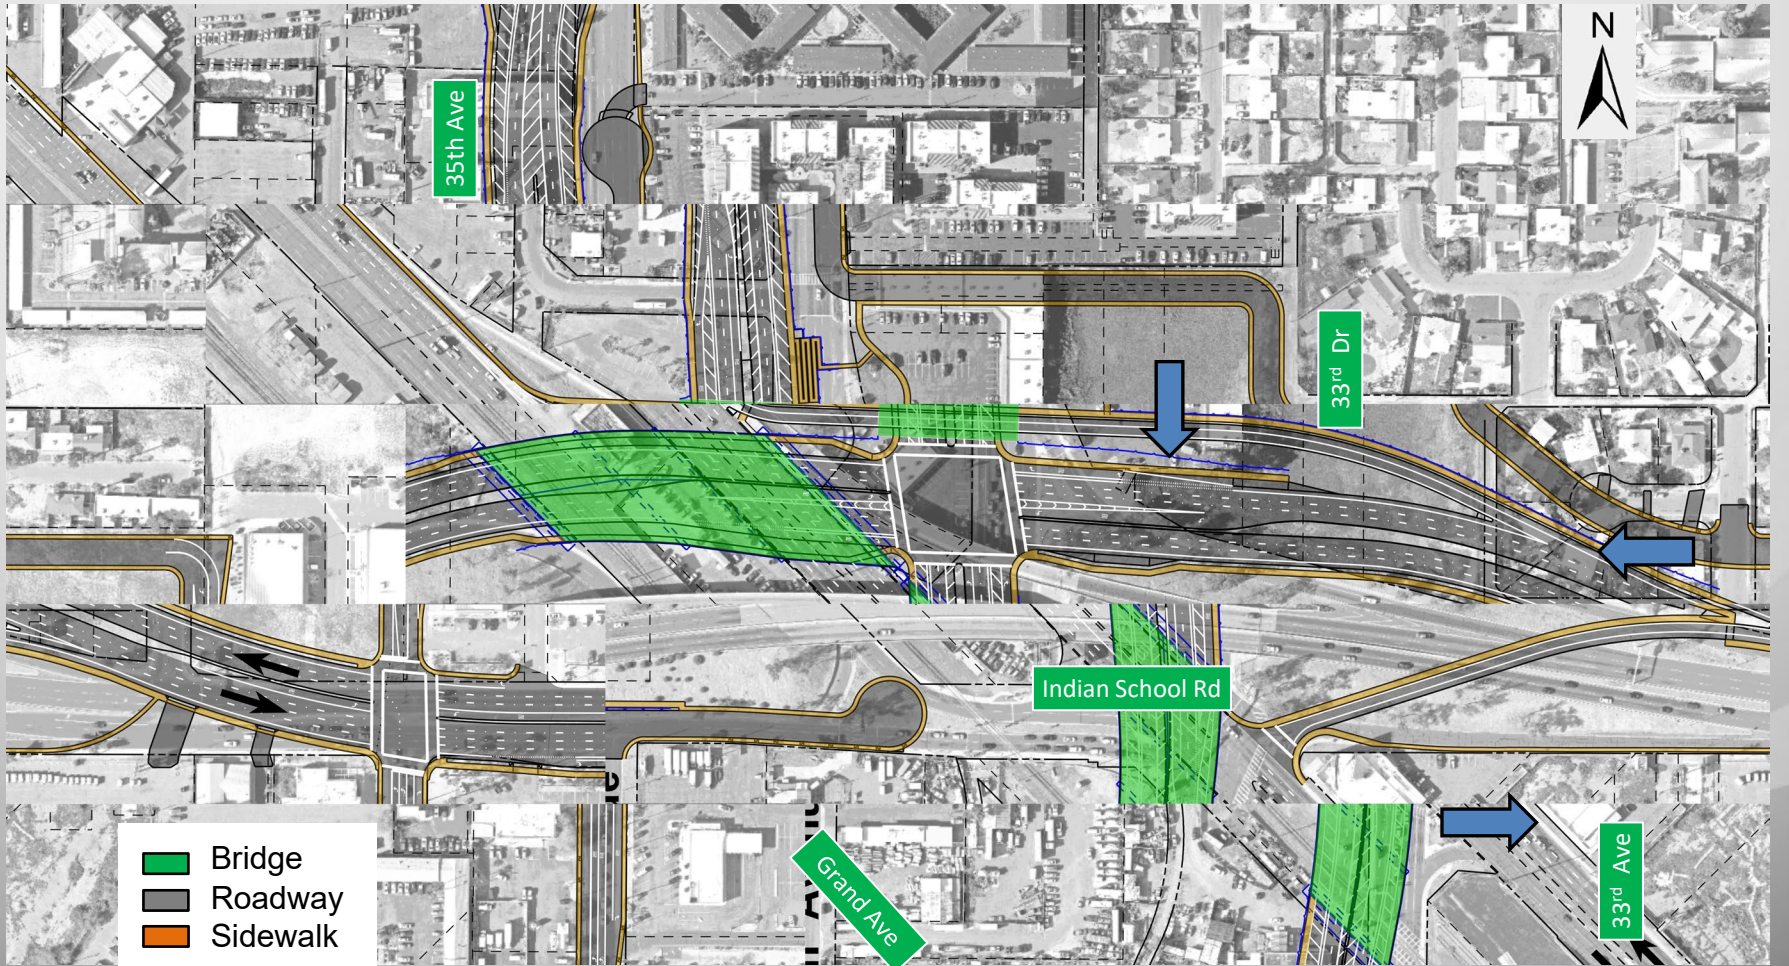 N
35th Ave
33rd Dr
Indian School Rd
Grand Ave
33rd Ave
Bridge
Roadway
Sidewalk